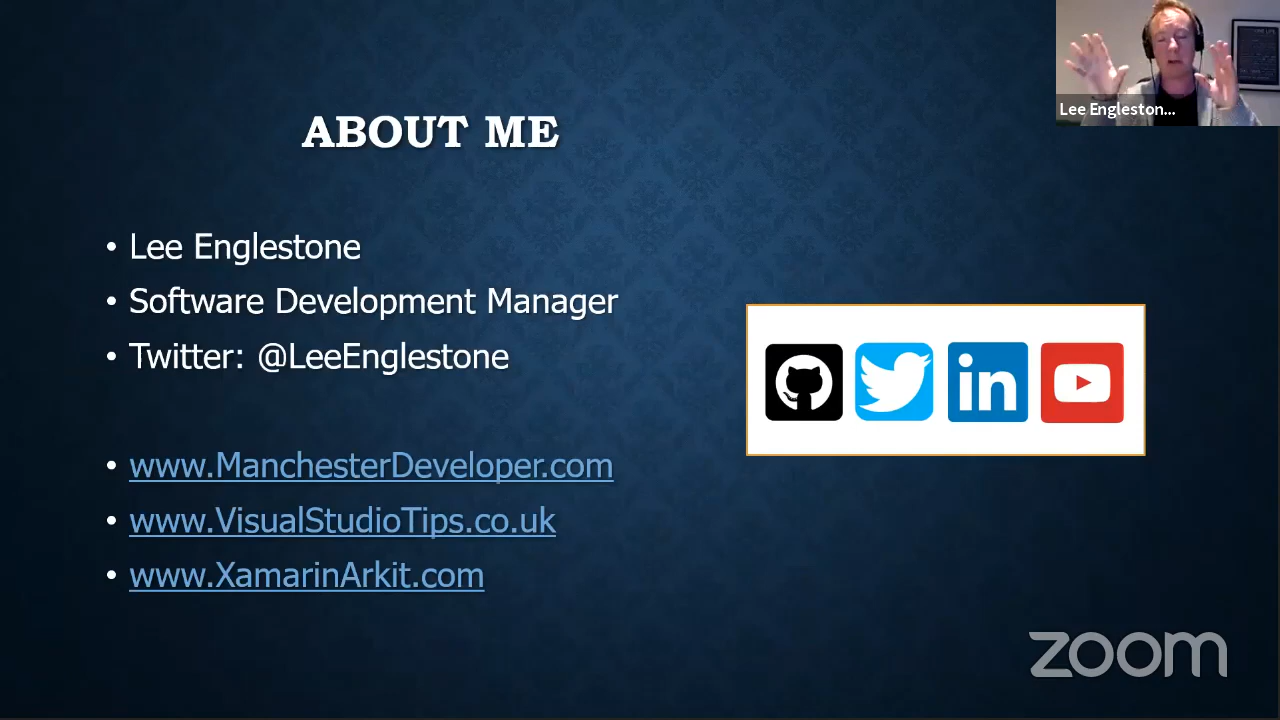 Lee Engleston...
ABOUT ME
• Lee Englestone
• Software Development Manager
• Twitter: @LeeEnglestone
• www.ManchesterDeveloper.com
• www.VisualStudioTips.co.uk
• www.XamarinArkit.com
in
zoom